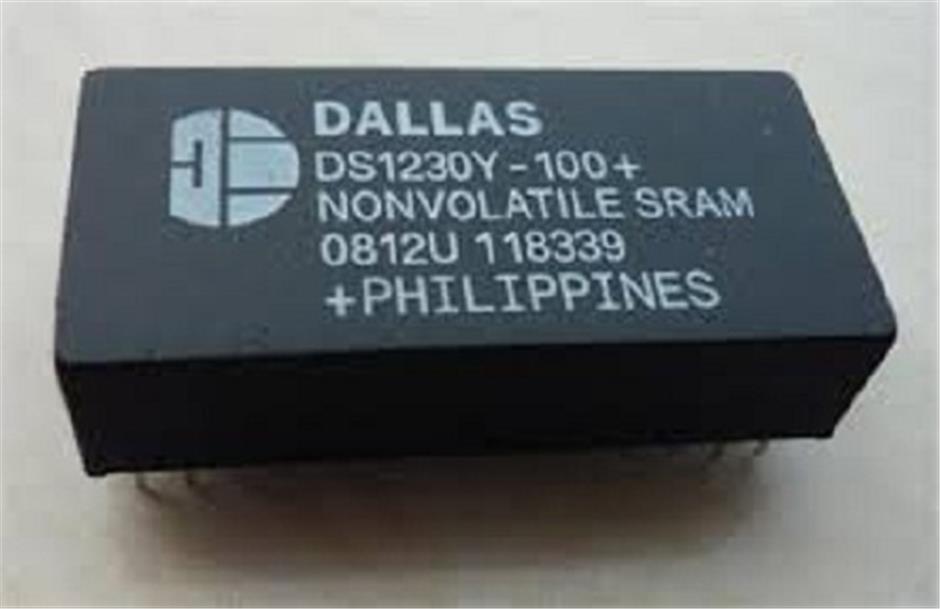 DALLAS
DS1230Y-100+
NONVOLATILE SRAM
0812U 118339
+PHILIPPINES